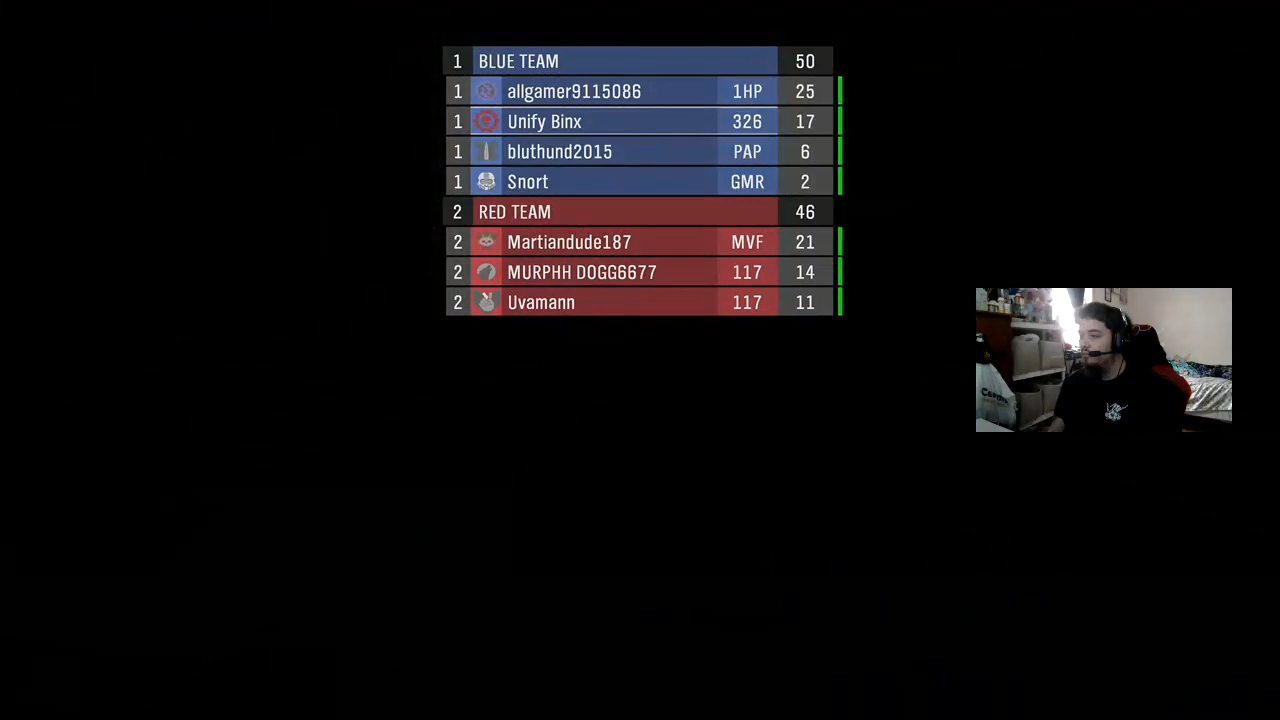 1 BLUE TEAM 50
1 allgamer9115086 1HP 25
1 Unify Binx 326 17
1 bluthund2015 PAP 6
1 Snort GMR 2
2 RED TEAM 46
2 Martiandude187 MVF 21
2 MURPHH DOGG6677 117 14
2 Uvamann 117 11